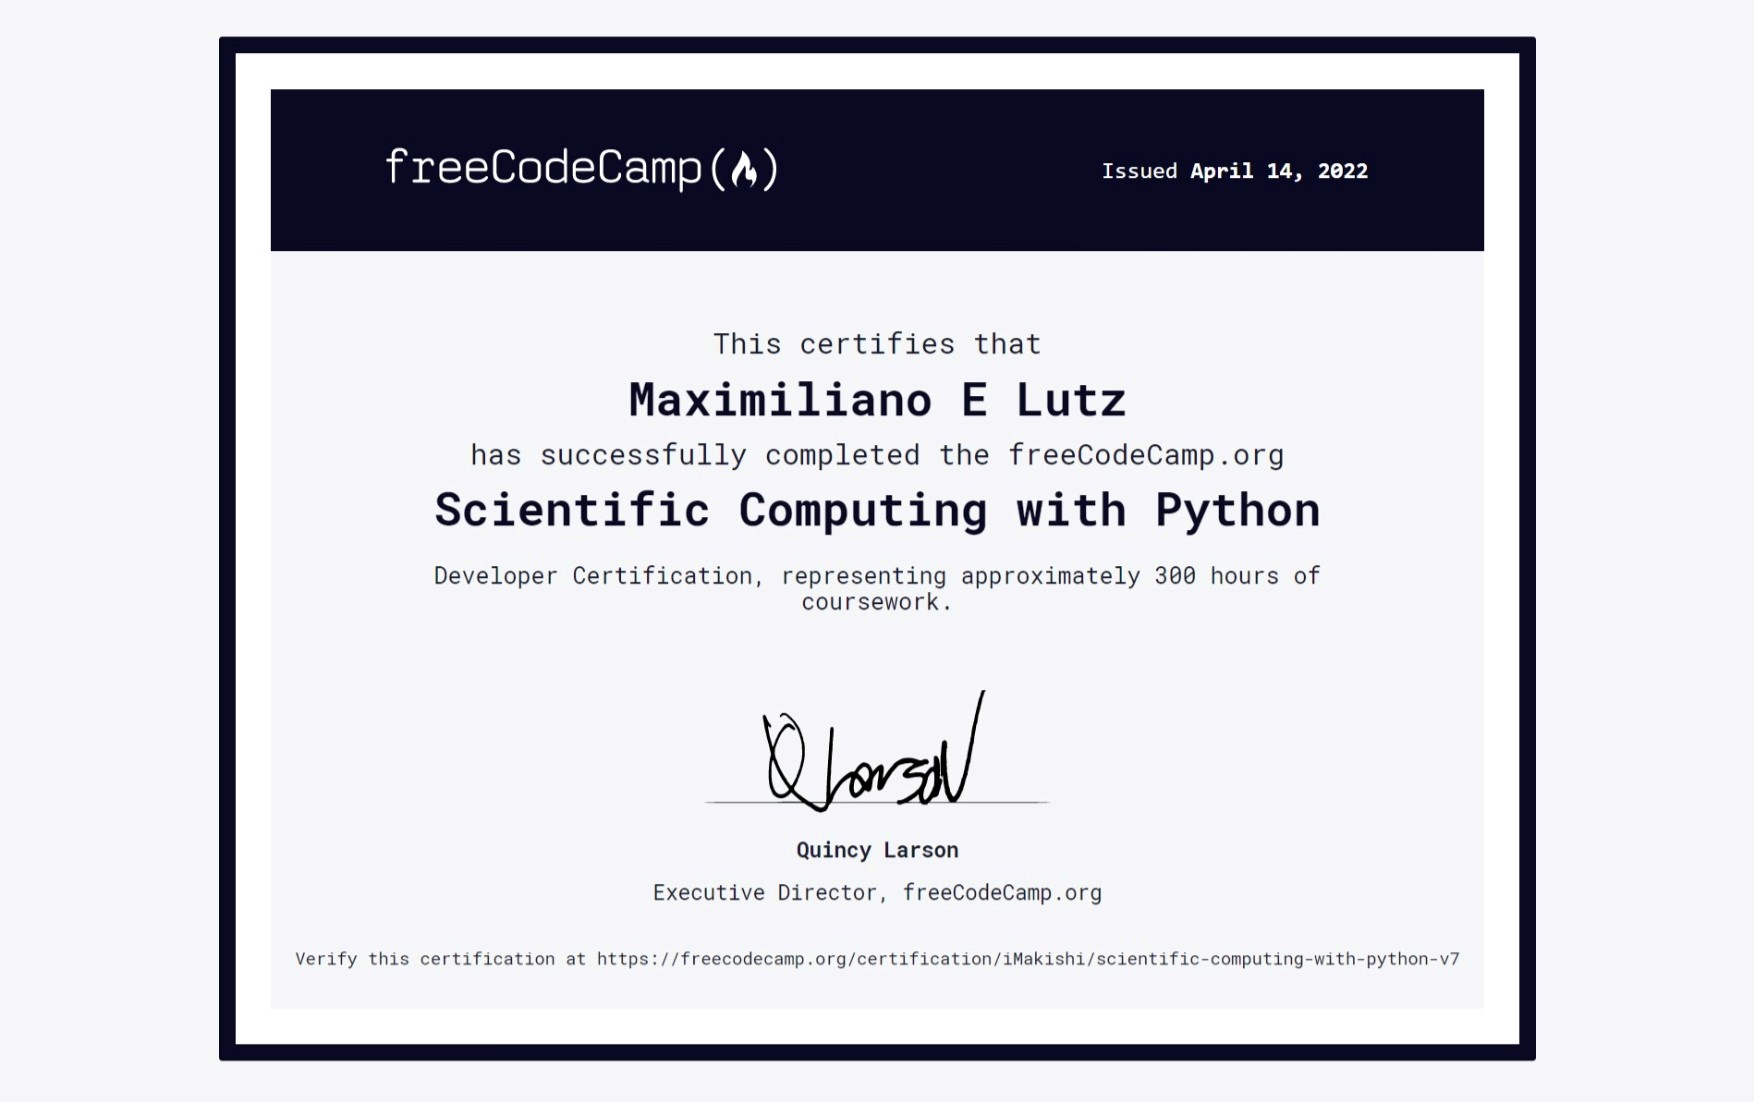 freeCodeCamp(🔥)
Issued April 14, 2022
This certifies that
Maximiliano E Lutz
has successfully completed the freeCodeCamp.org
Scientific Computing with Python
Developer Certification, representing approximately 300 hours of
coursework.
Q Larson
Quincy Larson
Executive Director, freeCodeCamp.org
Verify this certification at https://freecodecamp.org/certification/iMakishi/scientific-computing-with-python-v7